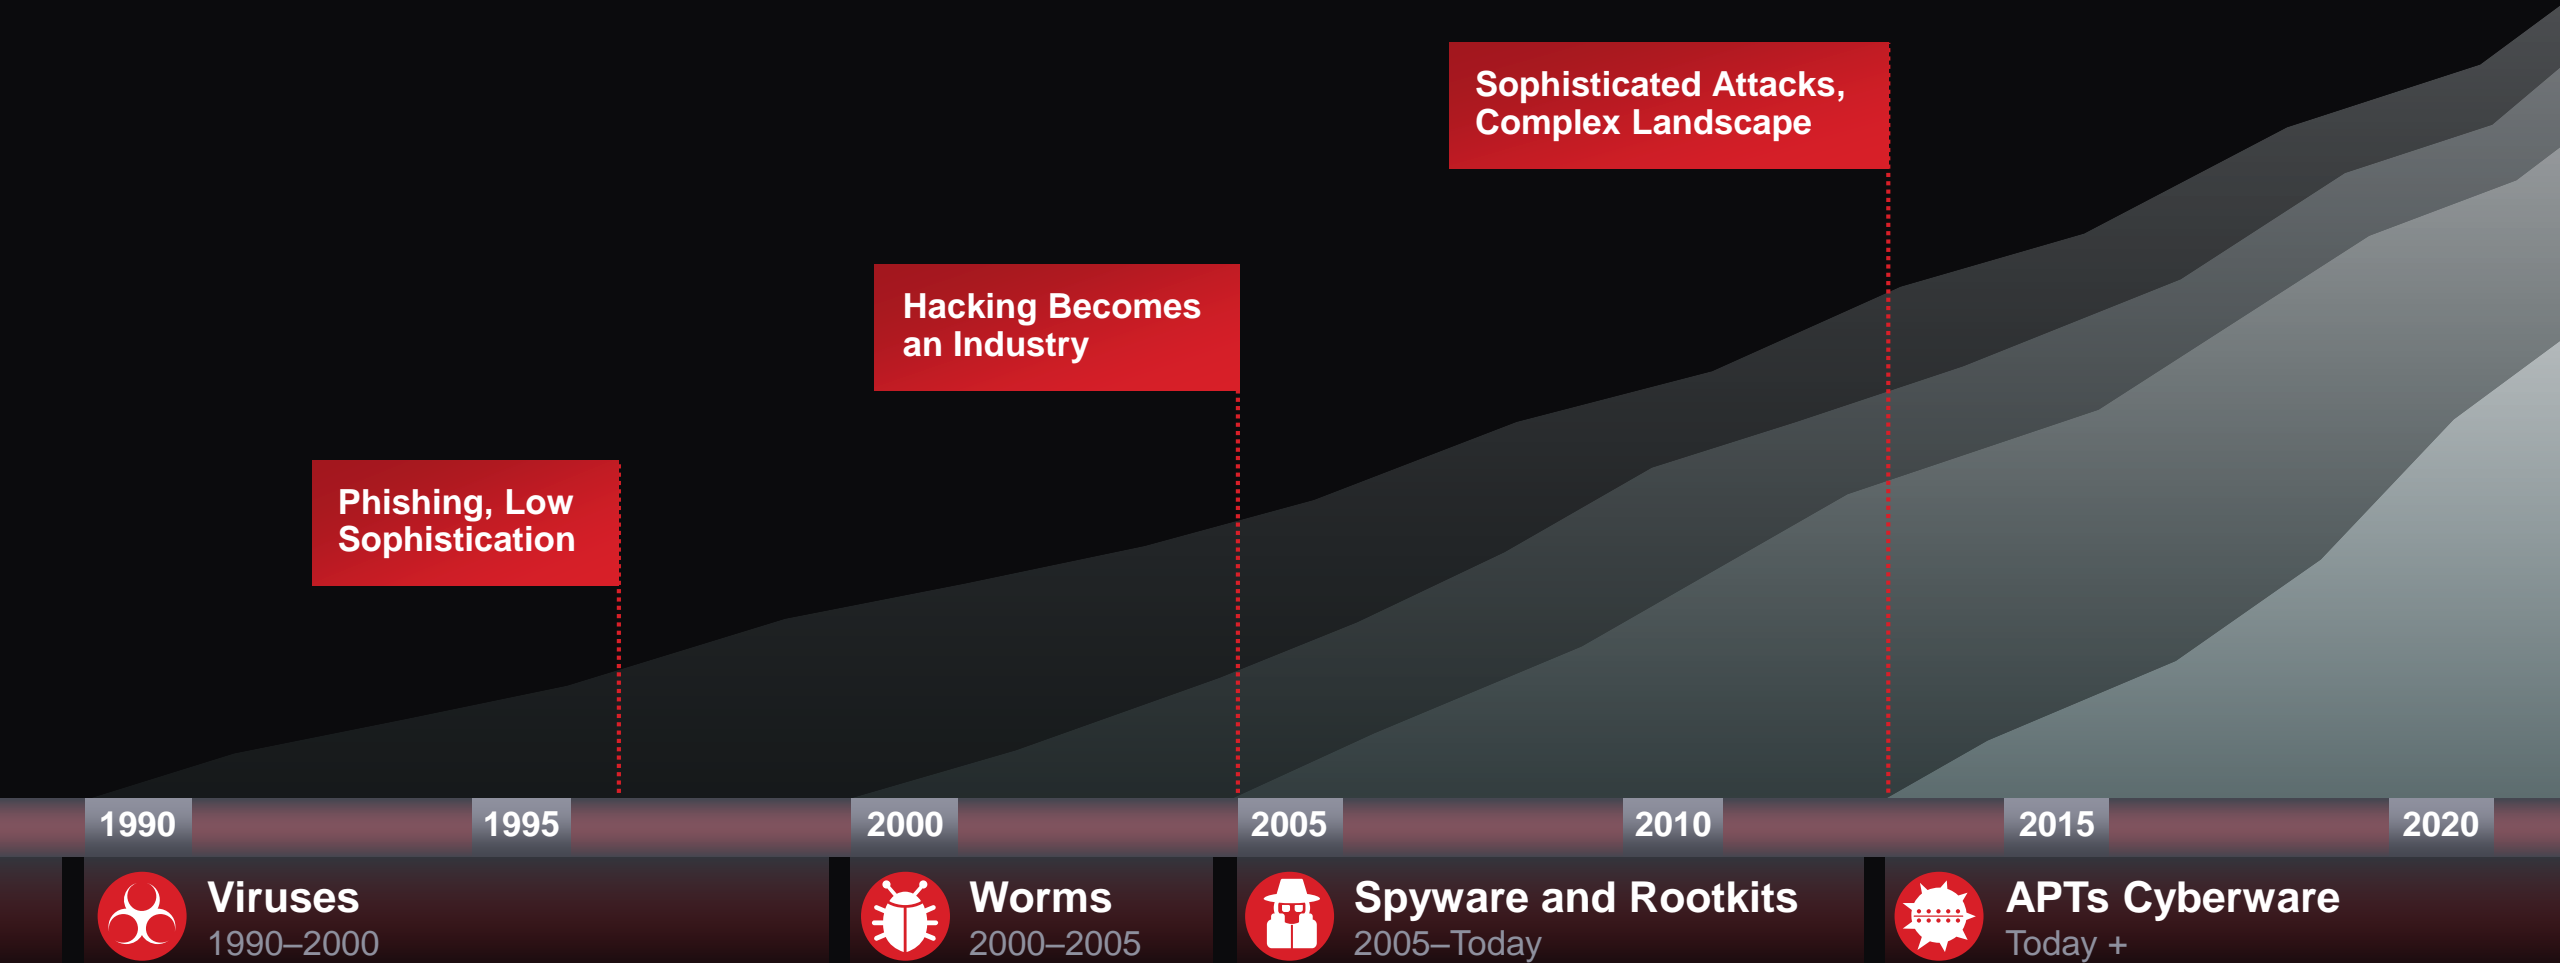 Sophisticated Attacks,
Complex Landscape
Hacking Becomes
an Industry
Phishing, Low
Sophistication
1990
1995
2000
2005
2010
2015
2020
Viruses
1990–2000
Worms
2000–2005
Spyware and Rootkits
2005–Today
APTs Cyberware
Today +